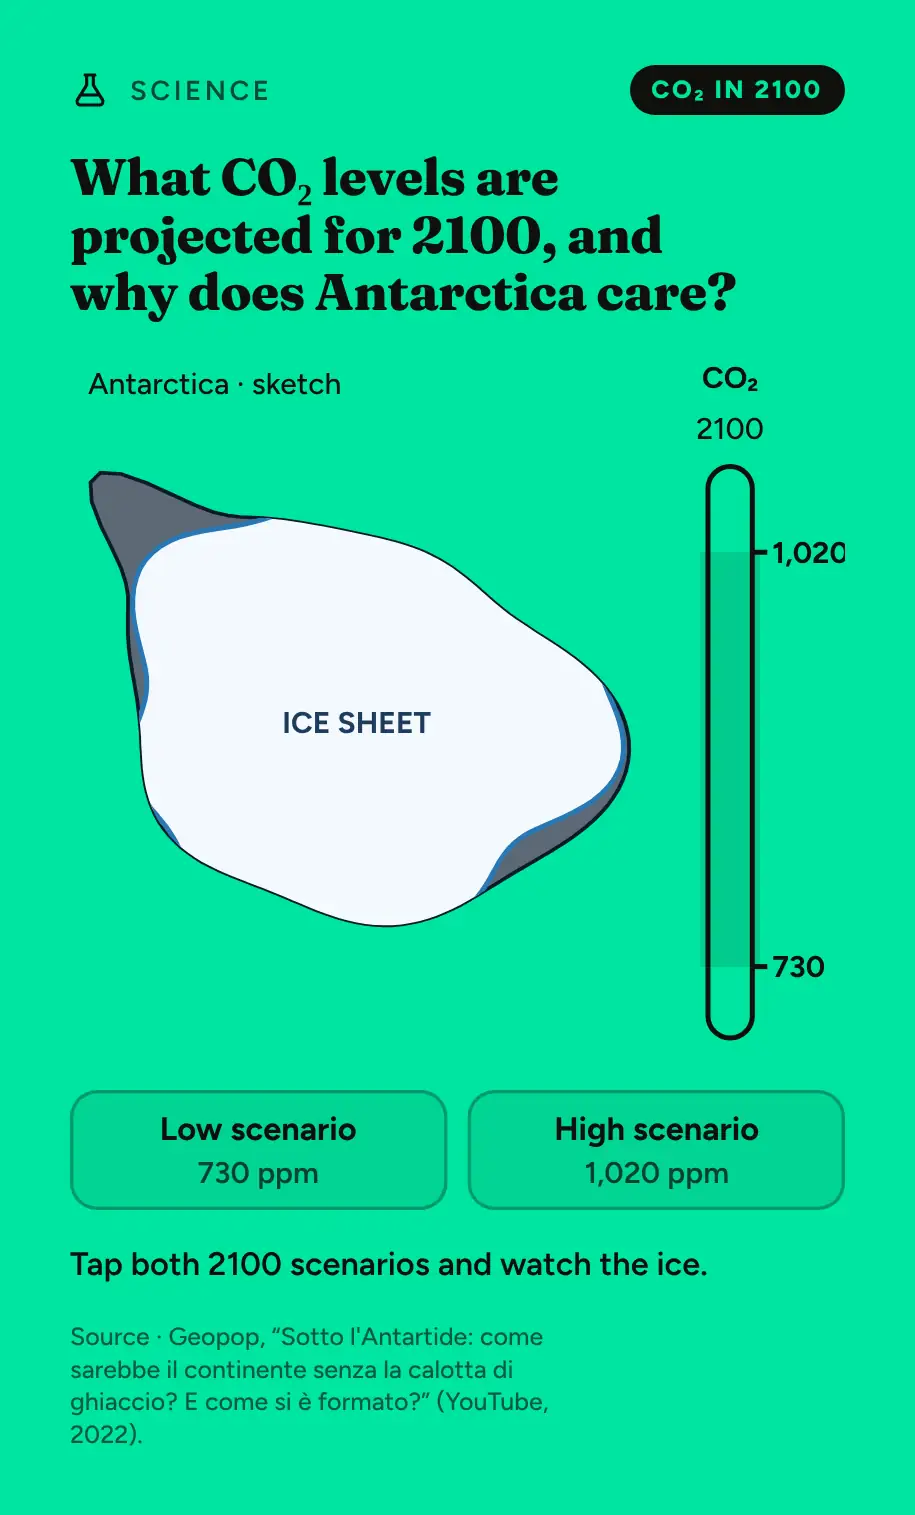 SCIENCE
CO₂ IN 2100
What CO₂ levels are
projected for 2100, and
why does Antarctica care?
Antarctica · sketch
CO₂
2100
1,020
ICE SHEET
730
Low scenario
730 ppm
High scenario
1,020 ppm
Tap both 2100 scenarios and watch the ice.
Source · Geopop, “Sotto l'Antartide: come
sarebbe il continente senza la calotta di
ghiaccio? E come si è formato?” (YouTube,
2022).